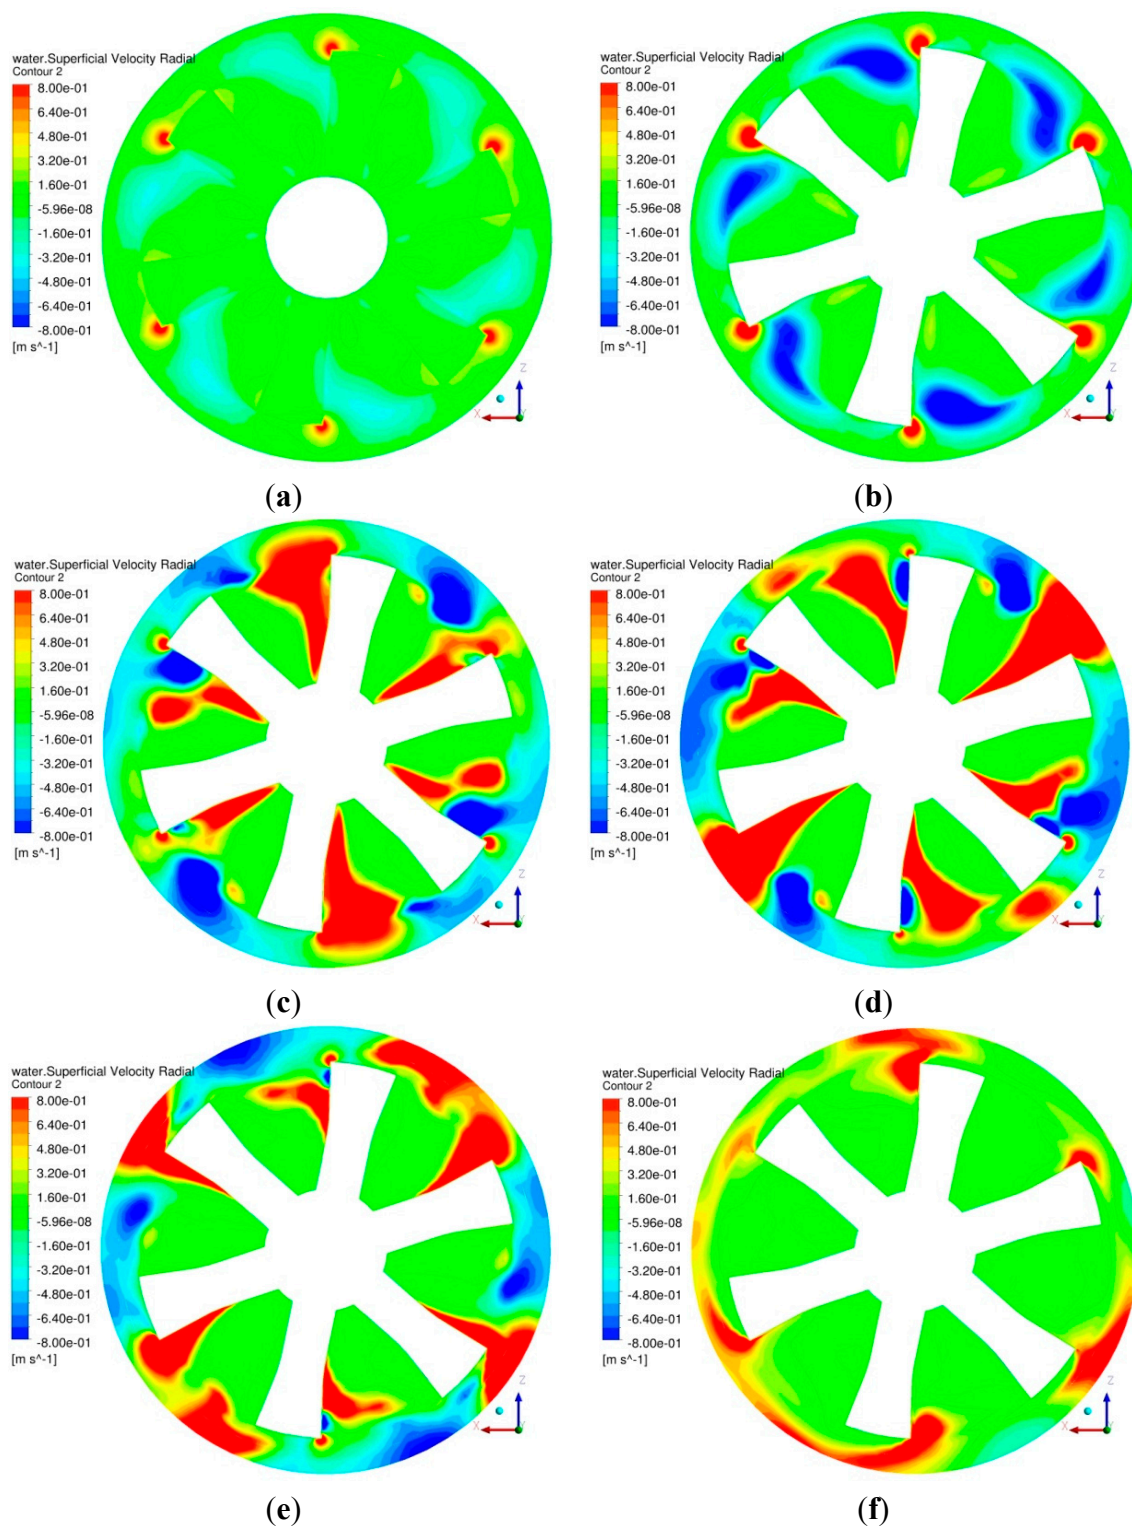 water.Superficial Velocity Radial
Contour 2
8.00e-01
6.40e-01
4.80e-01
3.20e-01
1.60e-01
-5.96e-08
-1.60e-01
-3.20e-01
-4.80e-01
-6.40e-01
-8.00e-01
[m s^-1]
Z
X
Y
(a)
water.Superficial Velocity Radial
Contour 2
8.00e-01
6.40e-01
4.80e-01
3.20e-01
1.60e-01
-5.96e-08
-1.60e-01
-3.20e-01
-4.80e-01
-6.40e-01
-8.00e-01
[m s^-1]
Z
X
Y
(b)
water.Superficial Velocity Radial
Contour 2
8.00e-01
6.40e-01
4.80e-01
3.20e-01
1.60e-01
-5.96e-08
-1.60e-01
-3.20e-01
-4.80e-01
-6.40e-01
-8.00e-01
[m s^-1]
Z
X
Y
(c)
water.Superficial Velocity Radial
Contour 2
8.00e-01
6.40e-01
4.80e-01
3.20e-01
1.60e-01
-5.96e-08
-1.60e-01
-3.20e-01
-4.80e-01
-6.40e-01
-8.00e-01
[m s^-1]
Z
X
Y
(d)
water.Superficial Velocity Radial
Contour 2
8.00e-01
6.40e-01
4.80e-01
3.20e-01
1.60e-01
-5.96e-08
-1.60e-01
-3.20e-01
-4.80e-01
-6.40e-01
-8.00e-01
[m s^-1]
Z
X
Y
(e)
water.Superficial Velocity Radial
Contour 2
8.00e-01
6.40e-01
4.80e-01
3.20e-01
1.60e-01
-5.96e-08
-1.60e-01
-3.20e-01
-4.80e-01
-6.40e-01
-8.00e-01
[m s^-1]
Z
X
Y
(f)